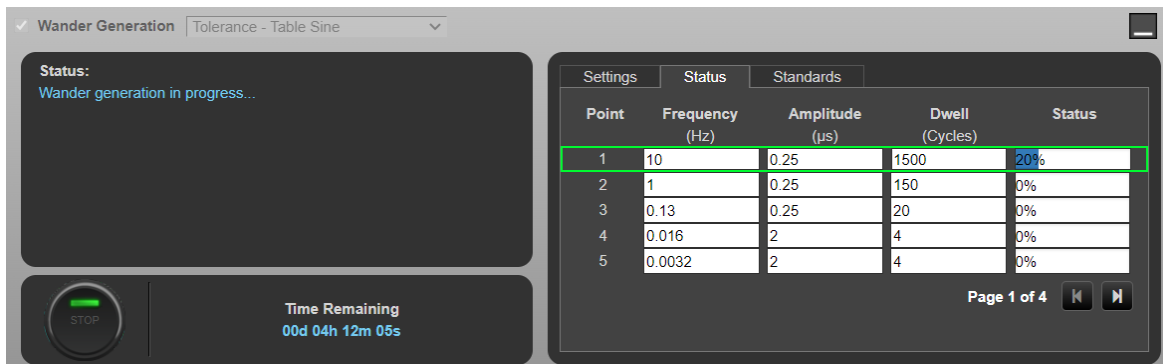 Wander Generation Tolerance - Table Sine
Status:
Wander generation in progress...
STOP
Time Remaining
00d 04h 12m 05s
Settings Status Standards
Point Frequency Amplitude Dwell Status
(Hz) (µs) (Cycles)
1 10 0.25 1500 20%
2 1 0.25 150 0%
3 0.13 0.25 20 0%
4 0.016 2 4 0%
5 0.0032 2 4 0%
Page 1 of 4